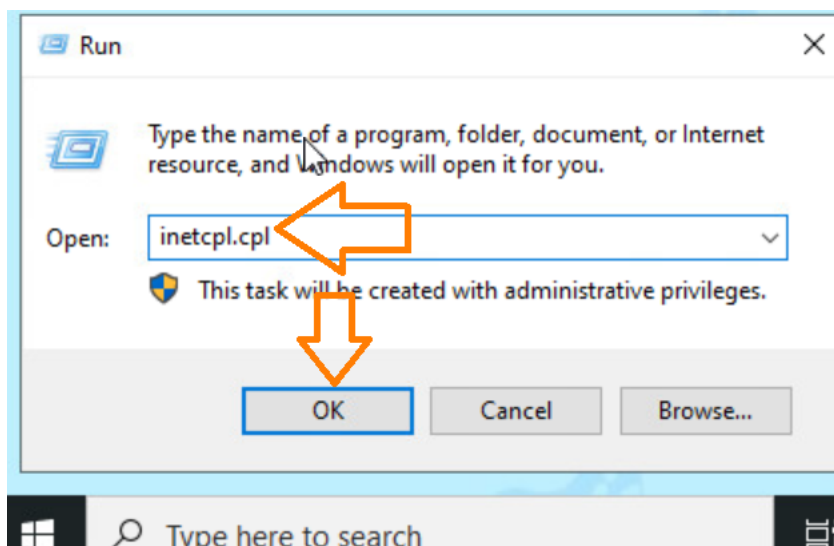 Run
Type the name of a program, folder, document, or Internet
resource, and Windows will open it for you.
Open:
inetcpl.cpl
This task will be created with administrative privileges.
OK
Cancel
Browse...
Type here to search